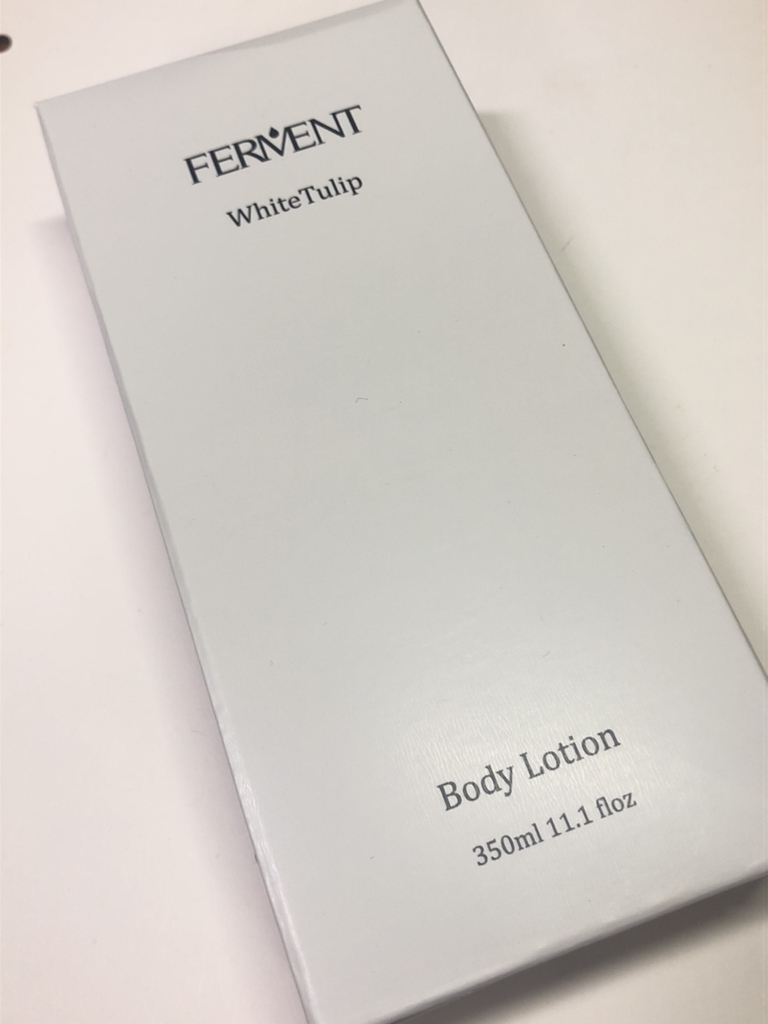 FERMENT
WhiteTulip
Body Lotion
350ml 11.1 floz